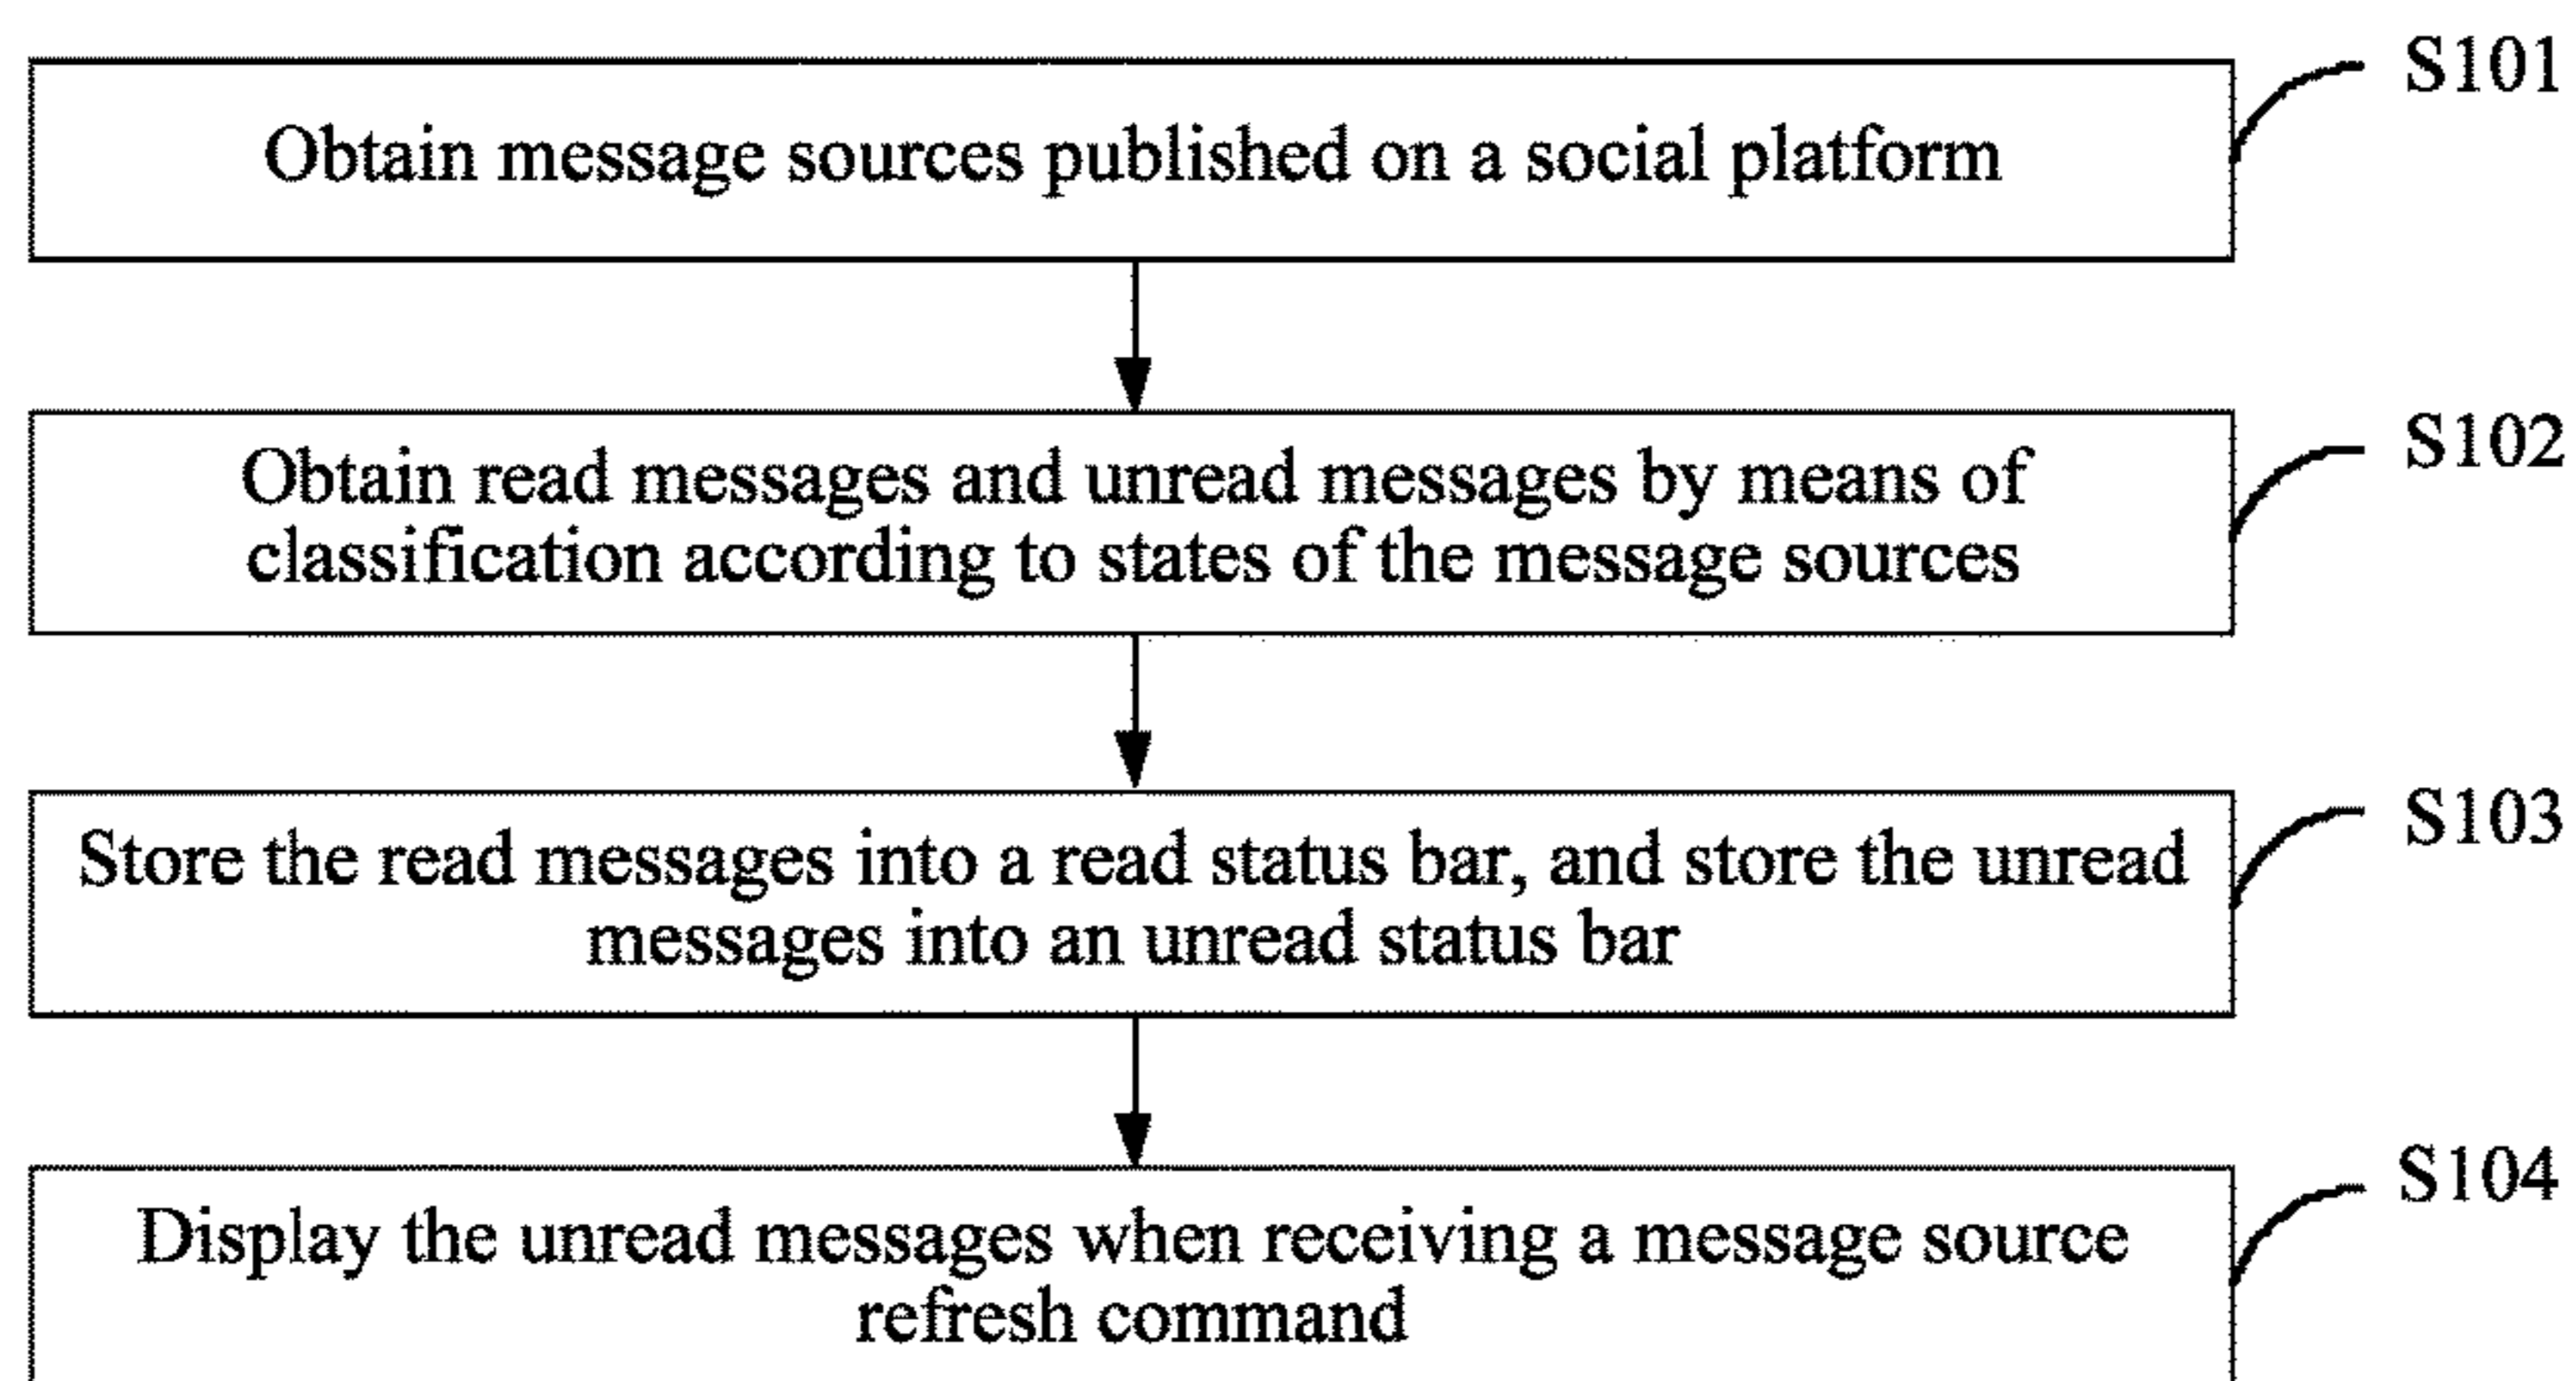 Obtain message sources published on a social platform
S101
Obtain read messages and unread messages by means of
classification according to states of the message sources
S102
Store the read messages into a read status bar, and store the unread
messages into an unread status bar
S103
Display the unread messages when receiving a message source
refresh command
S104